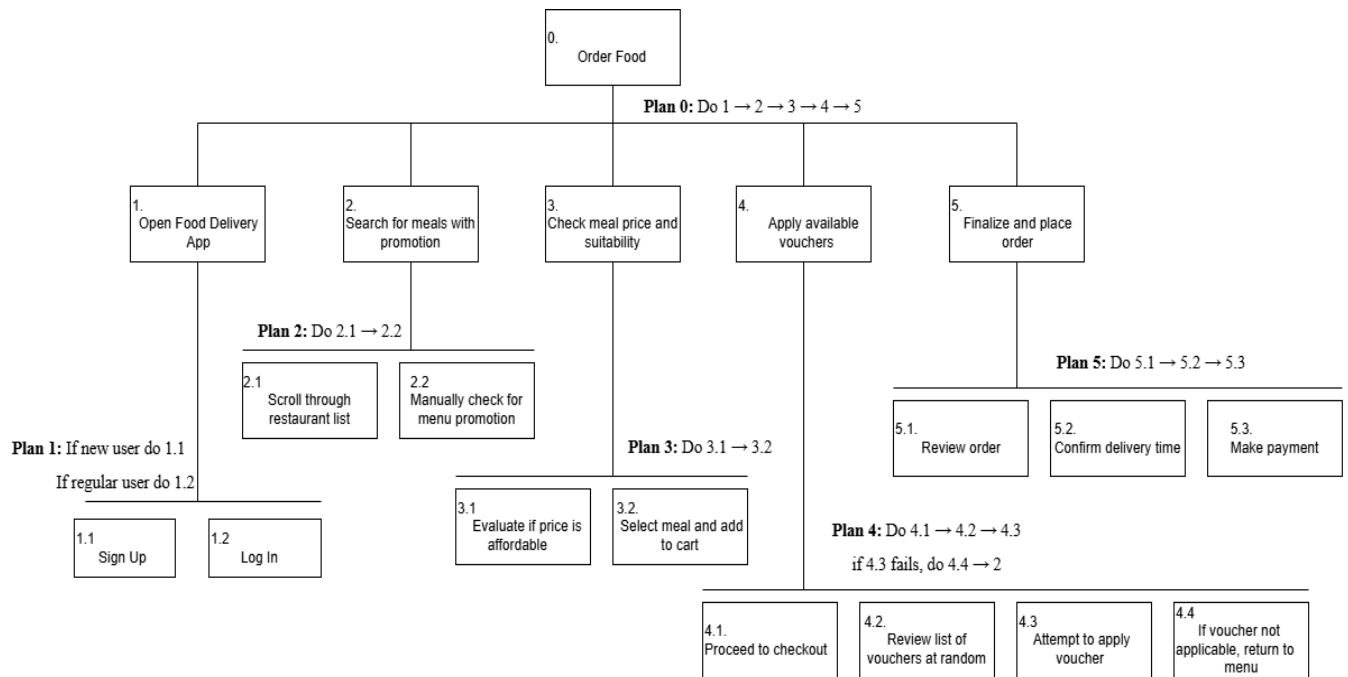 0.
Order Food
Plan 0: Do 1 → 2 → 3 → 4 → 5
1.
Open Food Delivery
App
2.
Search for meals with
promotion
3.
Check meal price and
suitability
4.
Apply available
vouchers
5.
Finalize and place
order
Plan 2: Do 2.1 → 2.2
2.1
Scroll through
restaurant list
2.2
Manually check for
menu promotion
Plan 5: Do 5.1 → 5.2 → 5.3
5.1.
Review order
5.2.
Confirm delivery time
5.3.
Make payment
Plan 1: If new user do 1.1
If regular user do 1.2
1.1
Sign Up
1.2
Log In
Plan 3: Do 3.1 → 3.2
3.1
Evaluate if price is
affordable
3.2.
Select meal and add
to cart
Plan 4: Do 4.1 → 4.2 → 4.3
if 4.3 fails, do 4.4 → 2
4.1.
Proceed to checkout
4.2.
Review list of
vouchers at random
4.3
Attempt to apply
voucher
4.4
If voucher not
applicable, return to
menu